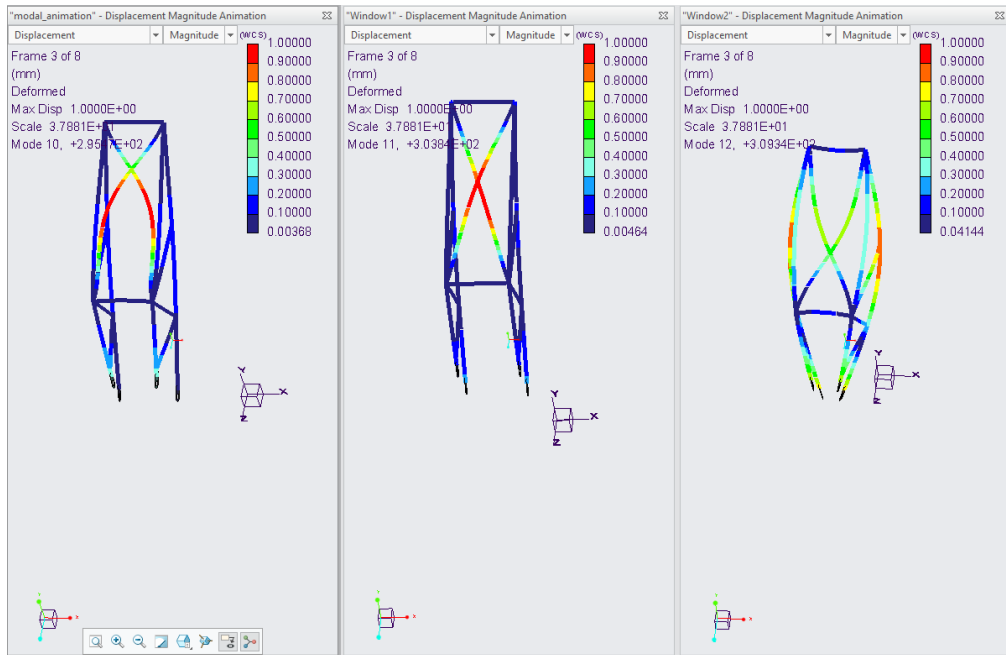 "modal_animation" - Displacement Magnitude Animation
Displacement Magnitude (WCS)
Frame 3 of 8
(mm)
Deformed
Max Disp 1.0000E+00
Scale 3.7881E+01
Mode 10,
1.00000
0.90000
0.80000
0.70000
0.60000
0.50000
0.40000
0.30000
0.20000
0.10000
0.00368
Y
X
Z
"Window1" - Displacement Magnitude Animation
Displacement Magnitude (WCS)
Frame 3 of 8
(mm)
Deformed
Max Disp 1.0000E+00
Scale 3.7881E+01
Mode 11, +3.0384E+02
1.00000
0.90000
0.80000
0.70000
0.60000
0.50000
0.40000
0.30000
0.20000
0.10000
0.00464
Y
X
Z
"Window2" - Displacement Magnitude Animation
Displacement Magnitude (WCS)
Frame 3 of 8
(mm)
Deformed
Max Disp 1.0000E+00
Scale 3.7881E+01
Mode 12, +3.0934E+02
1.00000
0.90000
0.80000
0.70000
0.60000
0.50000
0.40000
0.30000
0.20000
0.10000
0.04144
Y
X
Z